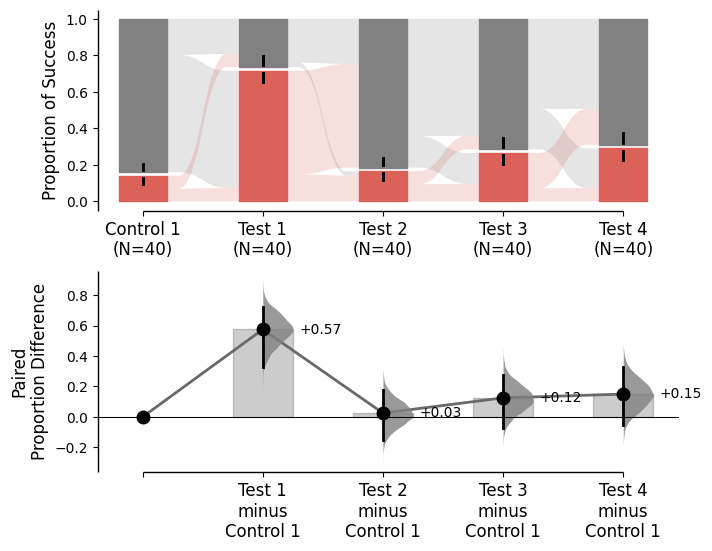 Proportion of Success
1.0
0.8
0.6
0.4
0.2
0.0
Control 1
(N=40)
Test 1
(N=40)
Test 2
(N=40)
Test 3
(N=40)
Test 4
(N=40)
Paired
Proportion Difference
0.8
0.6
0.4
0.2
0.0
−0.2
+0.57
+0.03
+0.12
+0.15
Test 1
minus
Control 1
Test 2
minus
Control 1
Test 3
minus
Control 1
Test 4
minus
Control 1